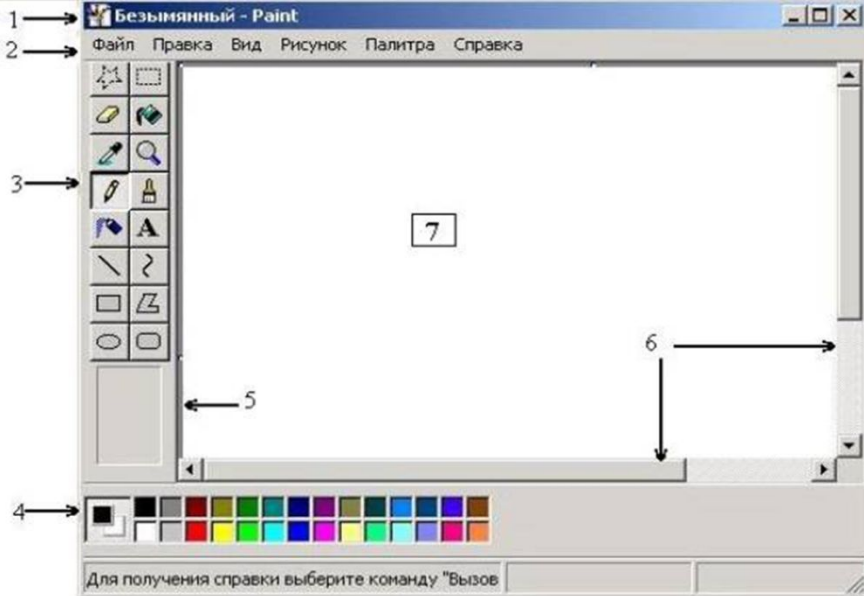 1
Безымянный - Paint
2
Файл Правка Вид Рисунок Палитра Справка
3
A
7
6
5
4
Для получения справки выберите команду "Вызов